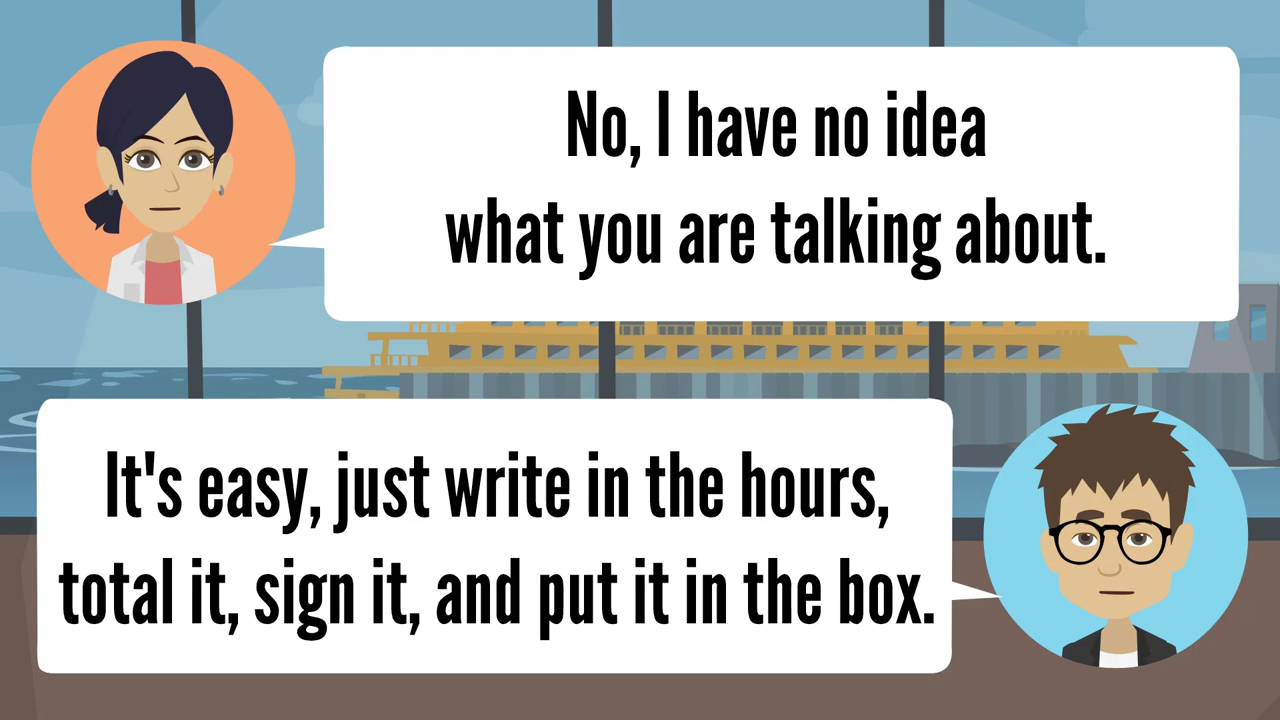 No, I have no idea
what you are talking about.
It's easy, just write in the hours,
total it, sign it, and put it in the box.